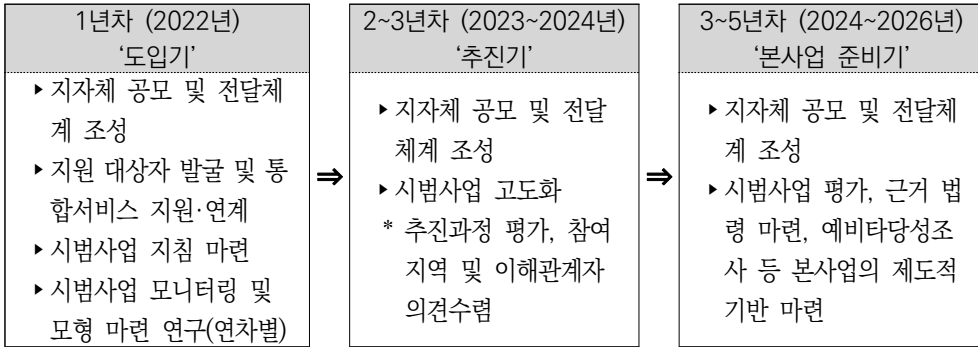 1년차 (2022년)
‘도입기’
▸지자체 공모 및 전달체
계 조성
▸지원 대상자 발굴 및 통
합서비스 지원·연계
▸시범사업 지침 마련
▸시범사업 모니터링 및
모형 마련 연구(연차별)
⇒
2~3년차 (2023~2024년)
‘추진기’
▸지자체 공모 및 전달
체계 조성
▸시범사업 고도화
* 추진과정 평가, 참여
지역 및 이해관계자
의견수렴
⇒
3~5년차 (2024~2026년)
‘본사업 준비기’
▸지자체 공모 및 전달체
계 조성
▸시범사업 평가, 근거 법
령 마련, 예비타당성조
사 등 본사업의 제도적
기반 마련